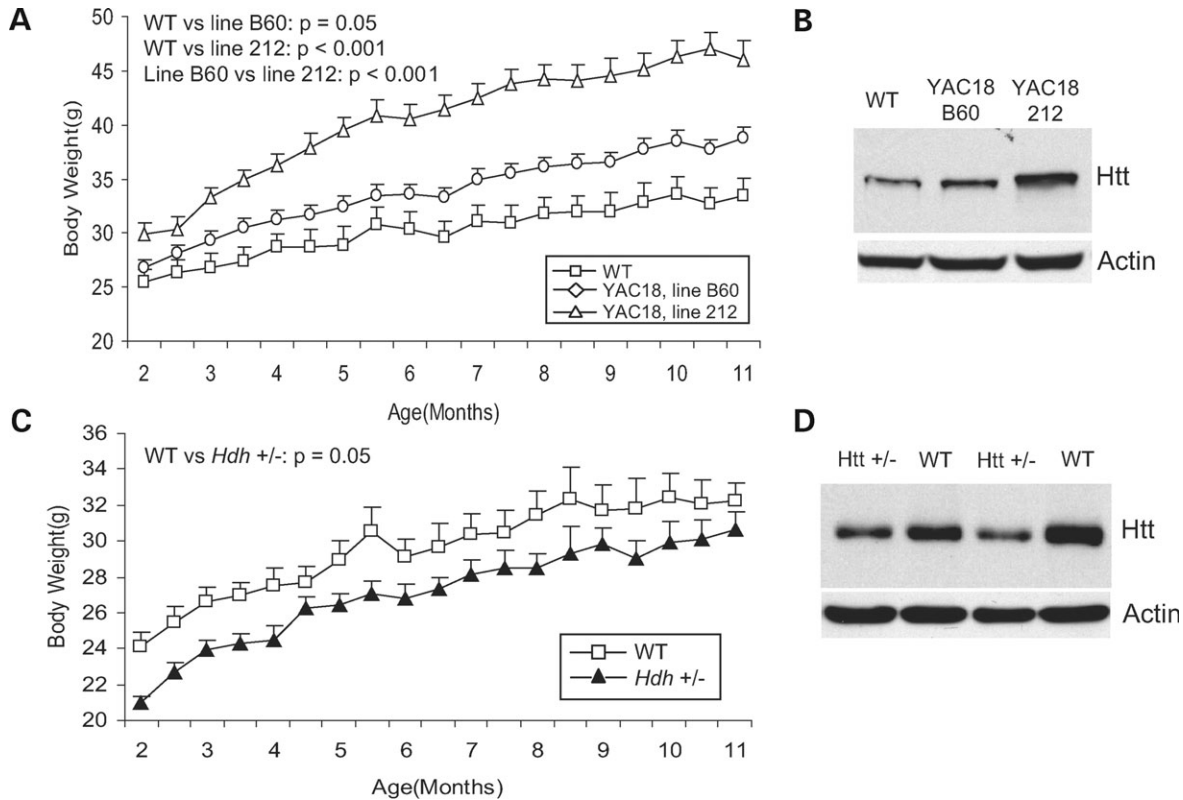 A
WT vs line B60: p = 0.05
WT vs line 212: p < 0.001
Line B60 vs line 212: p < 0.001
Body Weight(g)
50
45
40
35
30
25
20
WT
YAC18, line B60
YAC18, line 212
2 3 4 5 6 7 8 9 10 11
Age(Months)
B
WT YAC18 YAC18
B60 212
Htt
Actin
C
WT vs Hdh +/-: p = 0.05
Body Weight(g)
36
34
32
30
28
26
24
22
20
WT
Hdh +/-
2 3 4 5 6 7 8 9 10 11
Age(Months)
D
Htt +/- WT Htt +/- WT
Htt
Actin